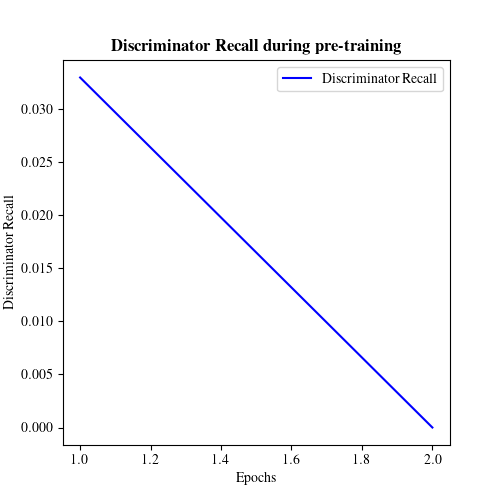 Discriminator Recall during pre-training
Discriminator Recall
0.030
0.025
0.020
0.015
0.010
0.005
0.000
Discriminator Recall
1.0 1.2 1.4 1.6 1.8 2.0
Epochs